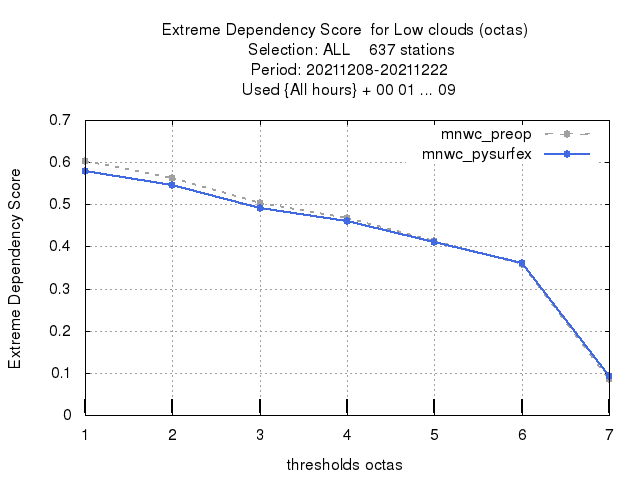 Extreme Dependency Score  for Low clouds (octas)
Selection: ALL    637 stations
Period: 20211208-20211222
Used {All hours} + 00 01 ... 09
mnwc_preop
mnwc_pysurfex
Extreme Dependency Score
0.7
0.6
0.5
0.4
0.3
0.2
0.1
0
1 2 3 4 5 6 7
thresholds octas